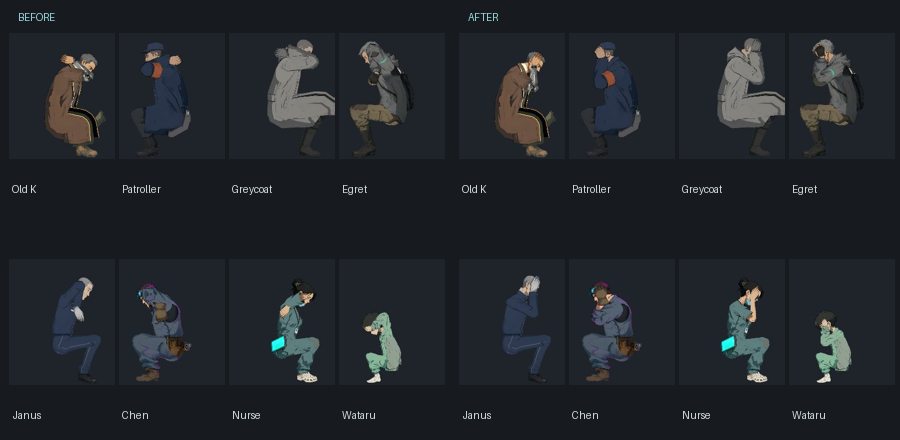 BEFORE AFTER
Old K Patroller Greycoat Egret Old K Patroller Greycoat Egret
Janus Chen Nurse Wataru Janus Chen Nurse Wataru